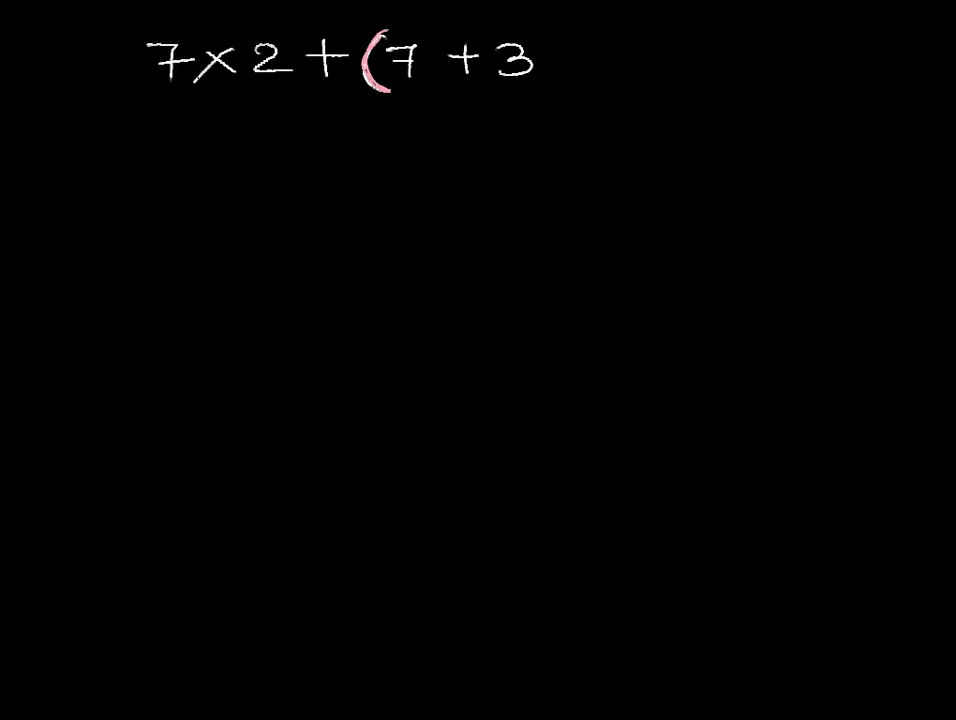 7 × 2 + (7 + 3